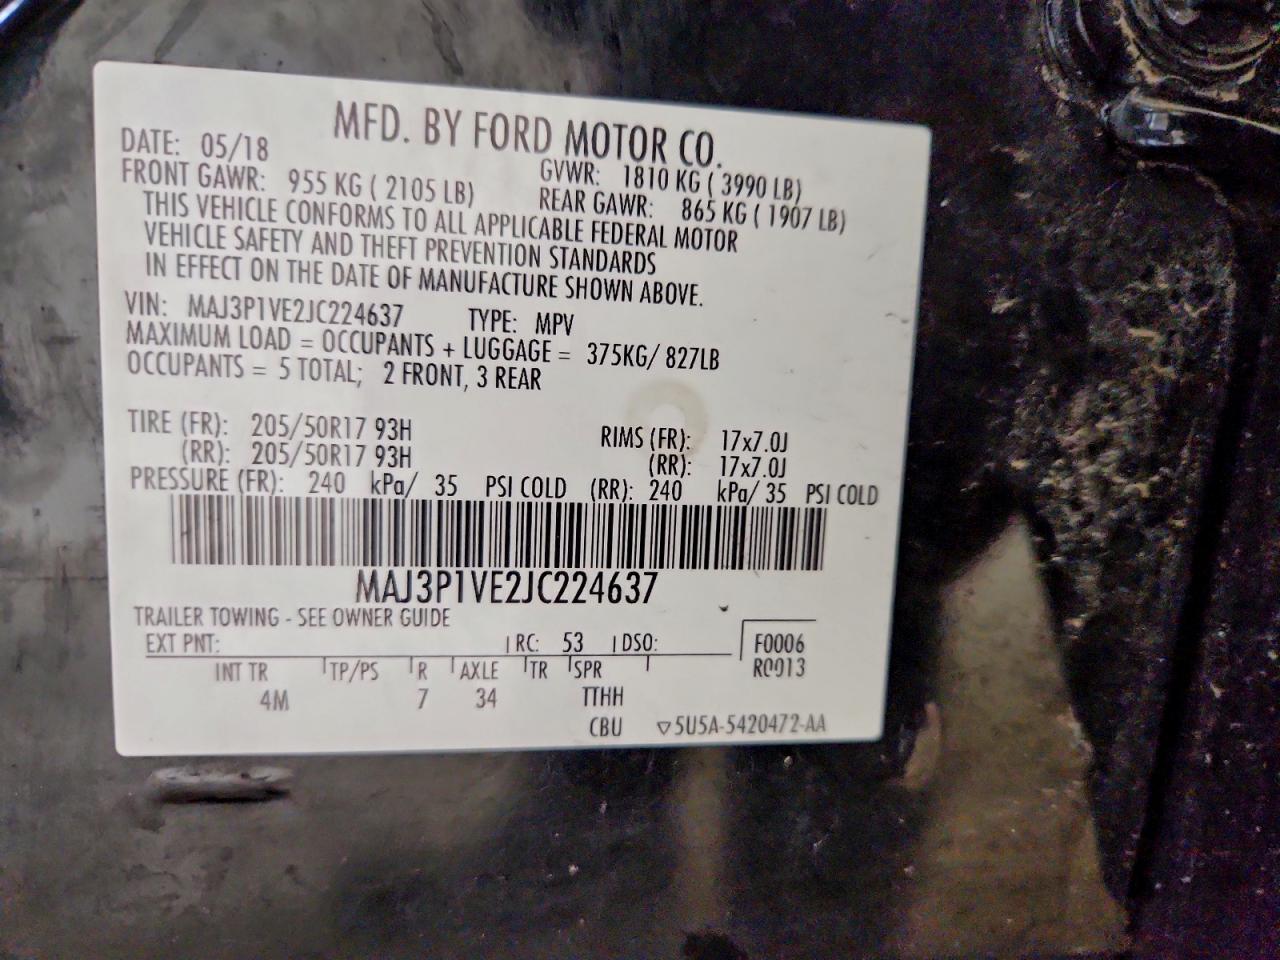 MFD. BY FORD MOTOR CO.
DATE: 05/18 GVWR: 1810 KG ( 3990 LB)
FRONT GAWR: 955 KG ( 2105 LB) REAR GAWR: 865 KG ( 1907 LB)
THIS VEHICLE CONFORMS TO ALL APPLICABLE FEDERAL MOTOR
VEHICLE SAFETY AND THEFT PREVENTION STANDARDS
IN EFFECT ON THE DATE OF MANUFACTURE SHOWN ABOVE.
VIN: MAJ3P1VE2JC224637 TYPE: MPV
MAXIMUM LOAD = OCCUPANTS + LUGGAGE = 375KG/ 827LB
OCCUPANTS = 5 TOTAL; 2 FRONT, 3 REAR
TIRE (FR): 205/50R17 93H RIMS (FR): 17x7.0J
(RR): 205/50R17 93H (RR): 17x7.0J
PRESSURE (FR): 240 kPa/ 35 PSI COLD (RR): 240 kPa/ 35 PSI COLD
MAJ3P1VE2JC224637
TRAILER TOWING - SEE OWNER GUIDE
EXT PNT: RC: 53 DSO: F0006
R0013
INT TR TP/PS R AXLE TR SPR
4M 7 34 TTHH
CBU ▽5U5A-5420472-AA